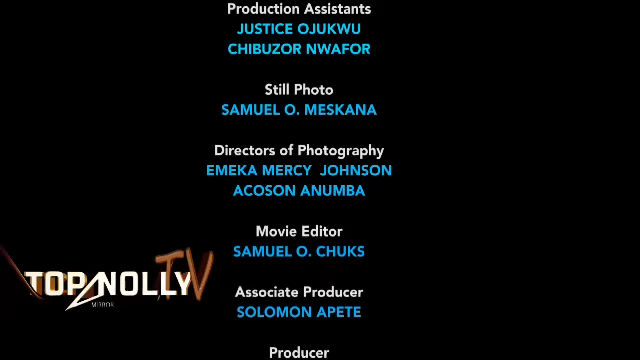 Production Assistants
JUSTICE OJUKWU
CHIBUZOR NWAFOR
Still Photo
SAMUEL O. MESKANA
Directors of Photography
EMEKA MERCY JOHNSON
ACOSON ANUMBA
Movie Editor
SAMUEL O. CHUKS
TOP NOLLY TV
MIRROR
Associate Producer
SOLOMON APETE
Producer